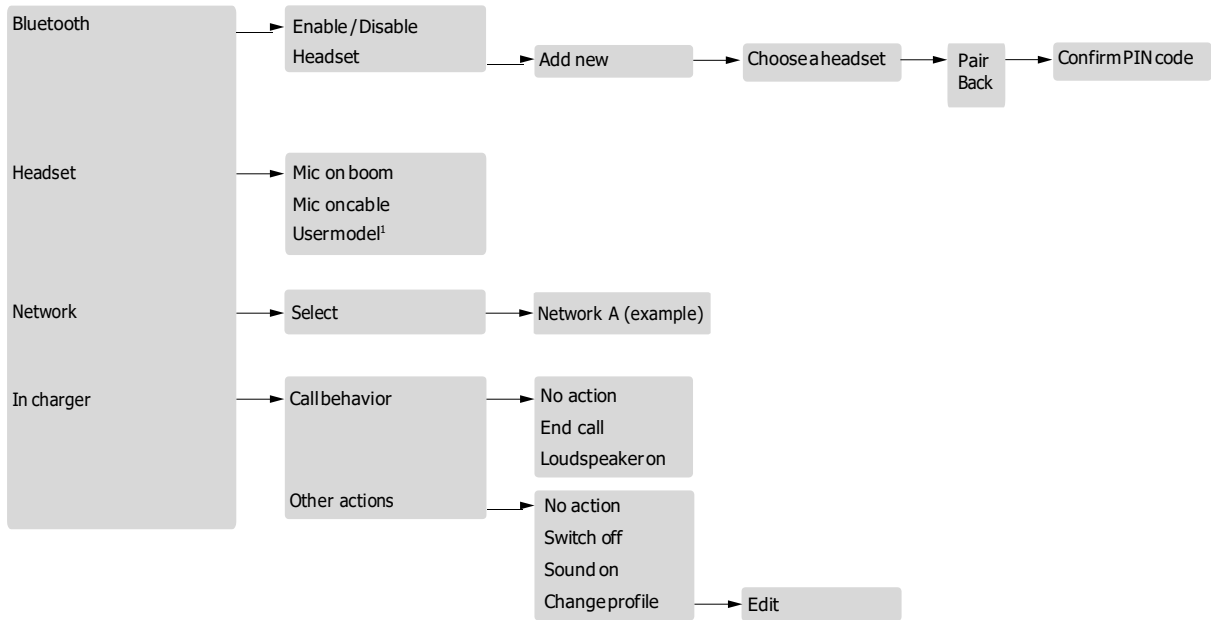 Bluetooth
Enable / Disable
Headset
Add new
Choose a headset
Pair
Back
Confirm PIN code
Headset
Mic on boom
Mic on cable
User model¹
Network
Select
Network A (example)
In charger
Call behavior
No action
End call
Loudspeaker on
Other actions
No action
Switch off
Sound on
Change profile
Edit